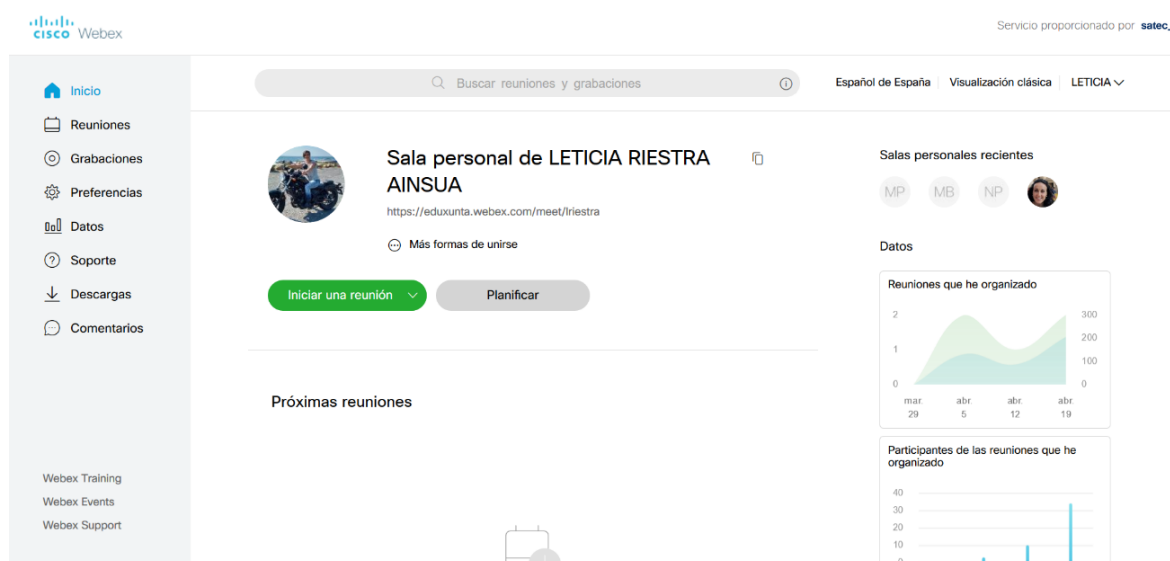 cisco Webex
Servicio proporcionado por satec_
Inicio
Reuniones
Grabaciones
Preferencias
Datos
Soporte
Descargas
Comentarios
Webex Training
Webex Events
Webex Support
Buscar reuniones y grabaciones
Español de España
Visualización clásica
LETICIA
Sala personal de LETICIA RIESTRA
AINSUA
https://eduxunta.webex.com/meet/lriestra
Más formas de unirse
Iniciar una reunión
Planificar
Próximas reuniones
Salas personales recientes
MP MB NP
Datos
Reuniones que he organizado
2 300
200
1 100
0 0
mar. abr. abr. abr.
29 5 12 19
Participantes de las reuniones que he
organizado
40
30
20
10
0